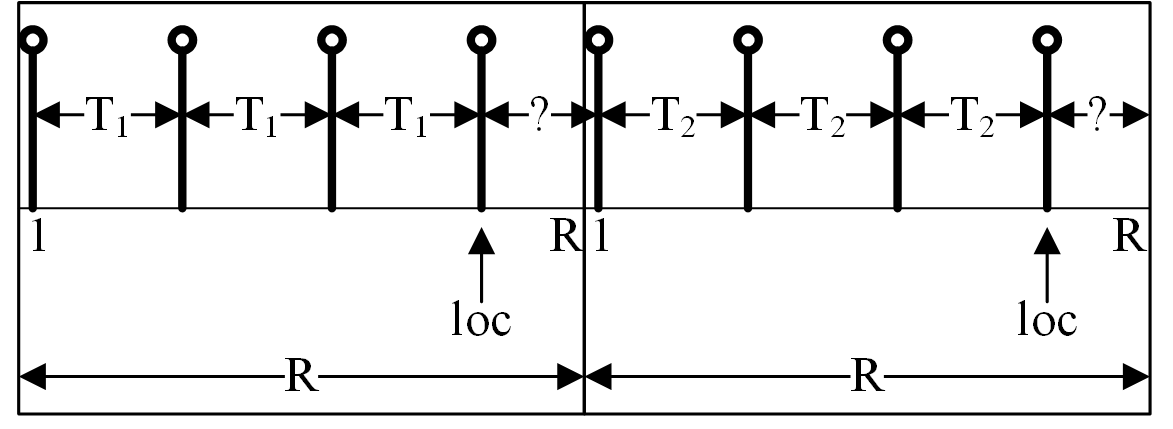 T₁ T₁ T₁ ? T₂ T₂ T₂ ?
1 R 1 R
loc loc
R R